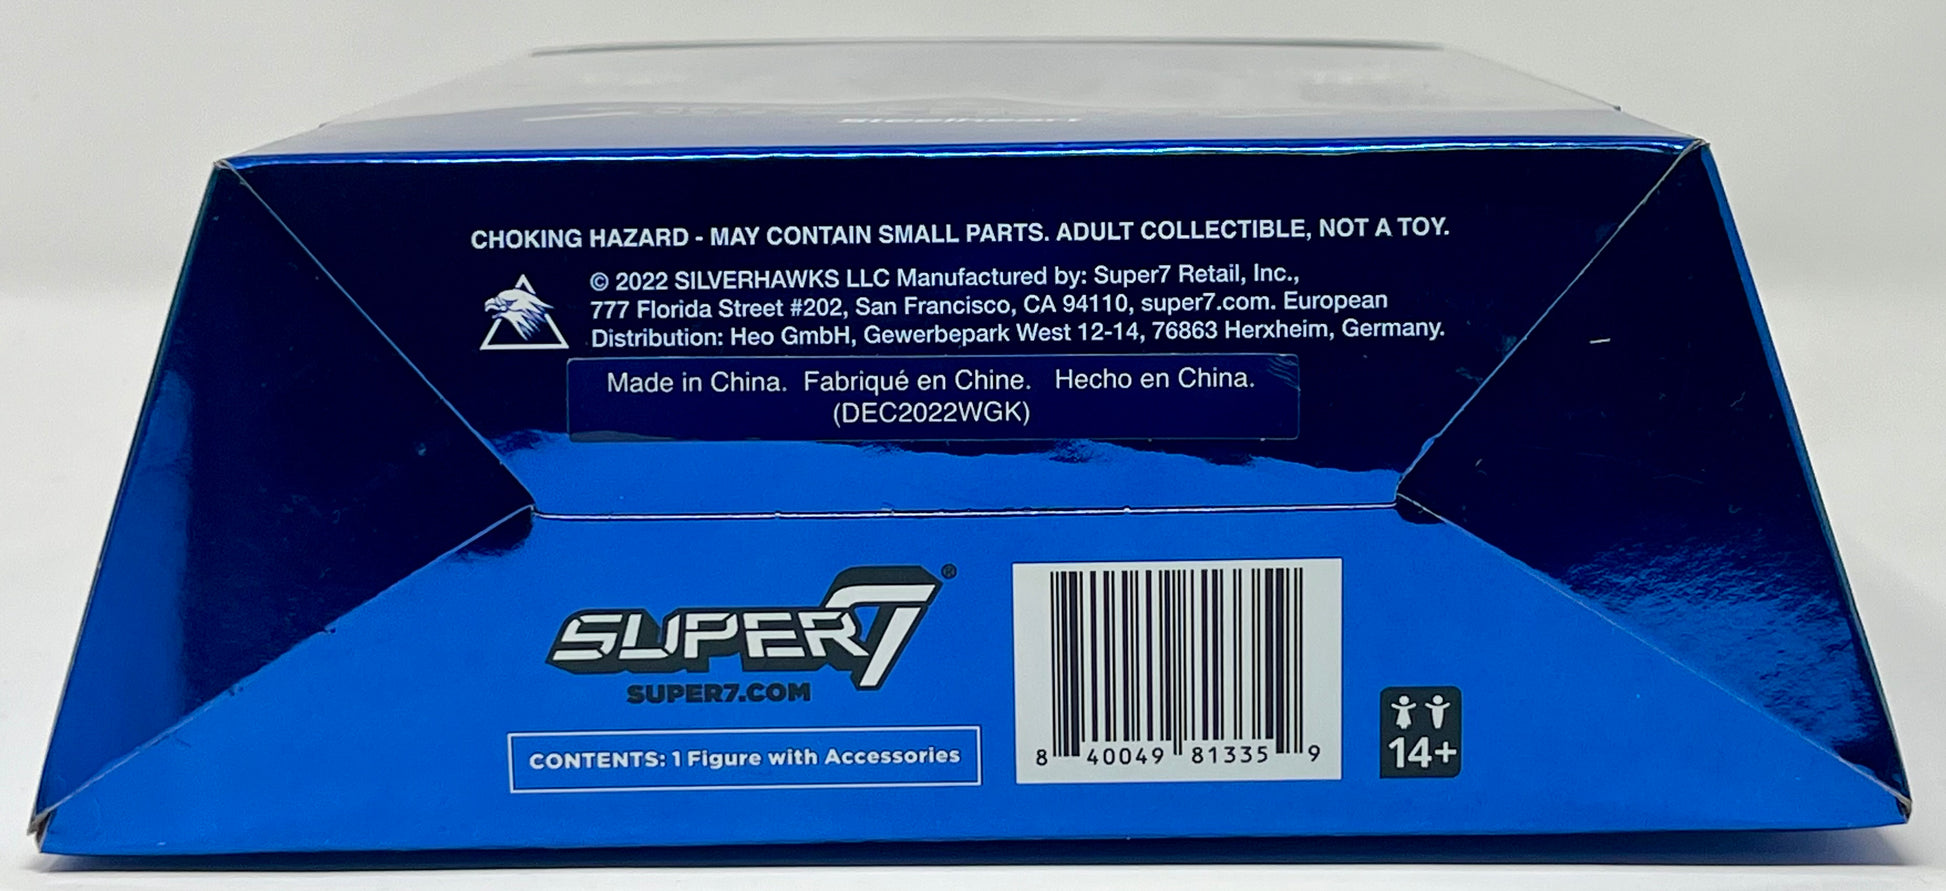 Steelheart
CHOKING HAZARD - MAY CONTAIN SMALL PARTS. ADULT COLLECTIBLE, NOT A TOY.
© 2022 SILVERHAWKS LLC Manufactured by: Super7 Retail, Inc.,
777 Florida Street #202, San Francisco, CA 94110, super7.com. European
Distribution: Heo GmbH, Gewerbepark West 12-14, 76863 Herxheim, Germany.
Made in China. Fabriqué en Chine. Hecho en China.
(DEC2022WGK)
SUPER7®
SUPER7.COM
CONTENTS: 1 Figure with Accessories
8 40049 81335 9
14+